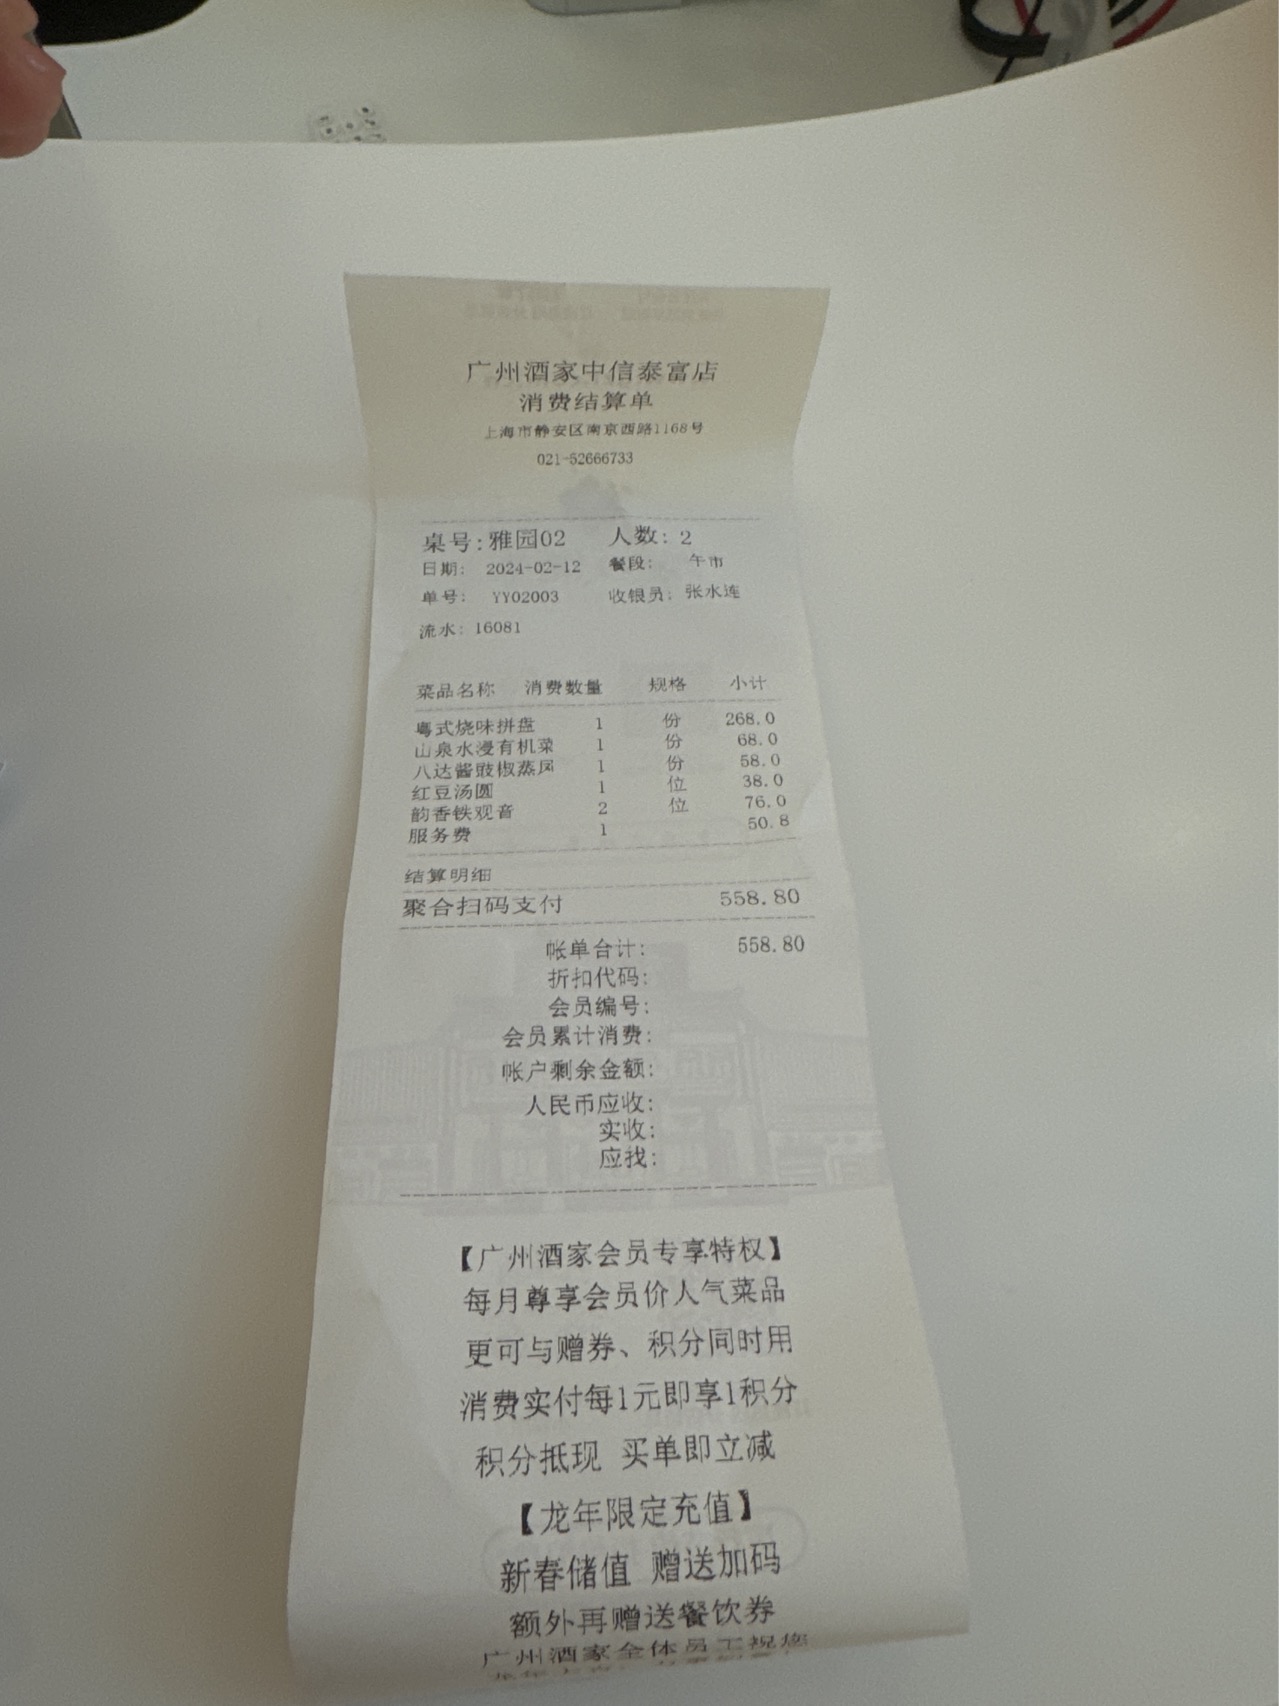 广州酒家中信泰富店
消费结算单
上海市静安区南京西路1168号
021-52666733
桌号:雅园02 人数: 2
日期: 2024-02-12 餐段: 午市
单号: YY02003 收银员: 张水连
流水: 16081
菜品名称 消费数量 规格 小计
粤式烧味拼盘 1 份 268.0
山泉水浸有机菜 1 份 68.0
八达酱豉椒蒸凤 1 份 58.0
红豆汤圆 1 位 38.0
韵香铁观音 2 位 76.0
服务费 1 50.8
结算明细
聚合扫码支付 558.80
帐单合计: 558.80
折扣代码:
会员编号:
会员累计消费:
帐户剩余金额:
人民币应收:
实收:
应找:
【广州酒家会员专享特权】
每月尊享会员价人气菜品
更可与赠券、积分同时用
消费实付每1元即享1积分
积分抵现 买单即立减
【龙年限定充值】
新春储值 赠送加码
额外再赠送餐饮券
广州酒家全体员工祝您